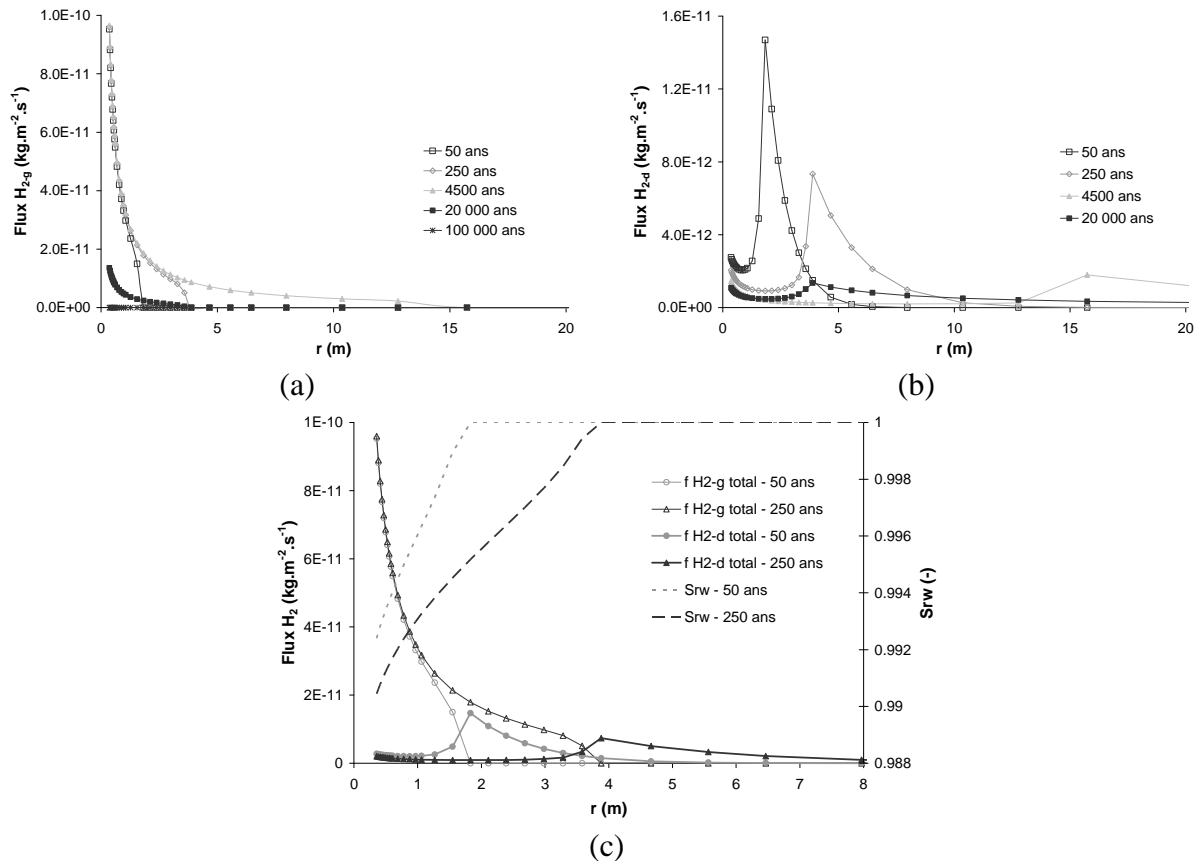 1.0E-10
8.0E-11
6.0E-11
4.0E-11
2.0E-11
0.0E+00
Flux H2-g (kg.m-2.s-1)
0 5 10 15 20
r (m)
50 ans
250 ans
4500 ans
20 000 ans
100 000 ans
(a)
1.6E-11
1.2E-11
8.0E-12
4.0E-12
0.0E+00
Flux H2-d (kg.m-2.s-1)
0 5 10 15 20
r (m)
50 ans
250 ans
4500 ans
20 000 ans
(b)
1E-10
8E-11
6E-11
4E-11
2E-11
0
Flux H2 (kg.m-2.s-1)
0 1 2 3 4 5 6 7 8
r (m)
f H2-g total - 50 ans
f H2-g total - 250 ans
f H2-d total - 50 ans
f H2-d total - 250 ans
Srw - 50 ans
Srw - 250 ans
1
0.998
0.996
0.994
0.992
0.99
0.988
Srw (-)
(c)